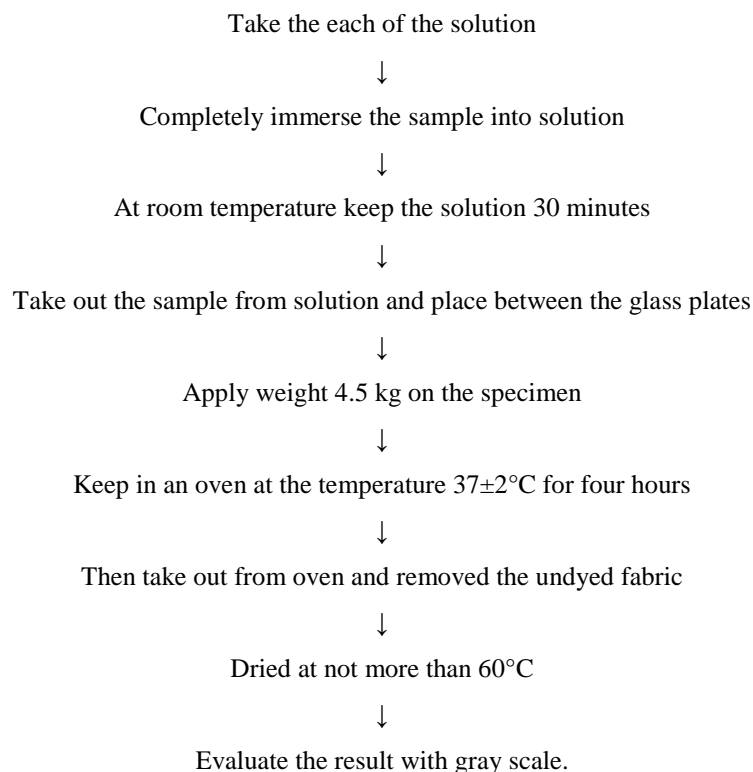 Take the each of the solution
↓
Completely immerse the sample into solution
↓
At room temperature keep the solution 30 minutes
↓
Take out the sample from solution and place between the glass plates
↓
Apply weight 4.5 kg on the specimen
↓
Keep in an oven at the temperature 37±2°C for four hours
↓
Then take out from oven and removed the undyed fabric
↓
Dried at not more than 60°C
↓
Evaluate the result with gray scale.